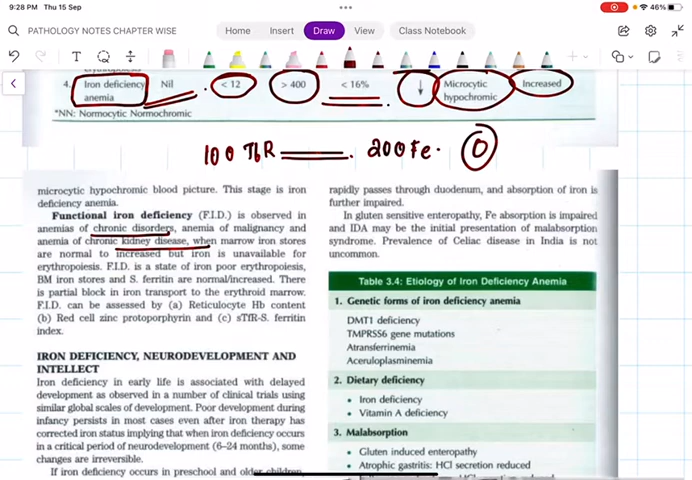 9:28 PM Thu 15 Sep
46%
PATHOLOGY NOTES CHAPTER WISE
Home Insert Draw View Class Notebook
4. Iron deficiency anemia Nil < 12 > 400 < 16% ↓ Microcytic hypochromic Increased
*NN: Normocytic Normochromic
100 TbR 200 Fe.
microcytic hypochromic blood picture. This stage is iron
deficiency anemia.
Functional iron deficiency (F.I.D.) is observed in
anemias of chronic disorders, anemia of malignancy and
anemia of chronic kidney disease, when marrow iron stores
are normal to increased but iron is unavailable for
erythropoiesis. F.I.D. is a state of iron poor erythropoiesis,
BM iron stores and S. ferritin are normal/increased. There
is partial block in iron transport to the erythroid marrow.
F.I.D. can be assessed by (a) Reticulocyte Hb content
(b) Red cell zinc protoporphyrin and (c) sTfR-S. ferritin
index.
IRON DEFICIENCY, NEURODEVELOPMENT AND
INTELLECT
Iron deficiency in early life is associated with delayed
development as observed in a number of clinical trials using
similar global scales of development. Poor development during
infancy persists in most cases even after iron therapy has
corrected iron status implying that when iron deficiency occurs
in a critical period of neurodevelopment (6–24 months), some
changes are irreversible.
If iron deficiency occurs in preschool and older children,
rapidly passes through duodenum, and absorption of iron is
further impaired.
In gluten sensitive enteropathy, Fe absorption is impaired
and IDA may be the initial presentation of malabsorption
syndrome. Prevalence of Celiac disease in India is not
uncommon.
Table 3.4: Etiology of Iron Deficiency Anemia
1. Genetic forms of iron deficiency anemia
DMT1 deficiency
TMPRSS6 gene mutations
Atransferrinemia
Aceruloplasminemia
2. Dietary deficiency
• Iron deficiency
• Vitamin A deficiency
3. Malabsorption
• Gluten induced enteropathy
• Atrophic gastritis: HCl secretion reduced